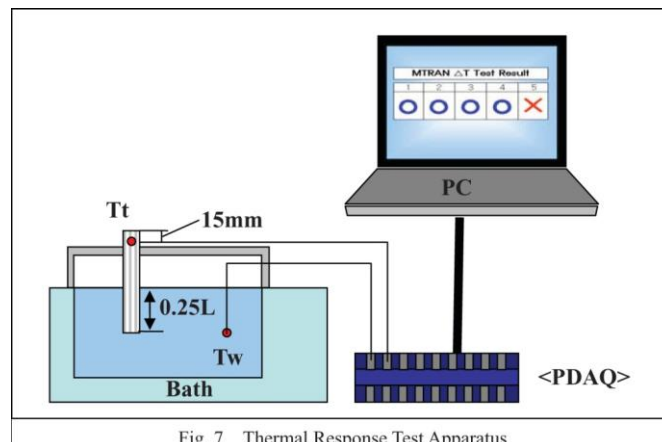 MTRAN △T Test Result
1 2 3 4 5
O O O O X
PC
Tt
15mm
0.25L
Tw
Bath
<PDAQ>
Fig. 7 Thermal Response Test Apparatus